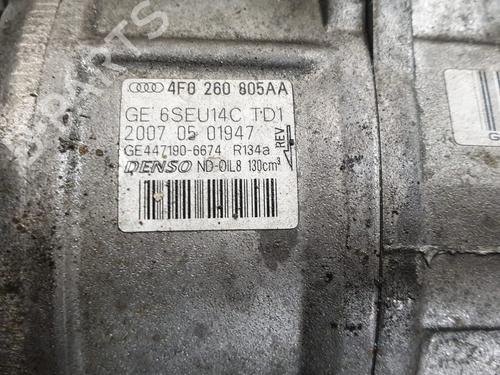 4F0 260 805AA
GE 6SEU14C TD1
2007 05 01947
GE447190-6674 R134a
REV
DENSO ND-OIL8 130cm³